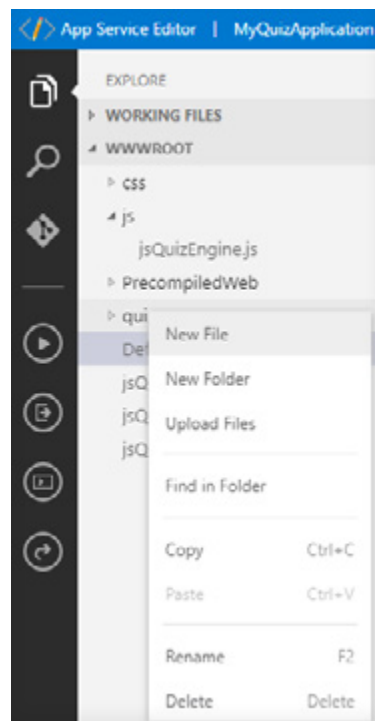 </> App Service Editor | MyQuizApplication
EXPLORE
WORKING FILES
WWWROOT
css
js
jsQuizEngine.js
PrecompiledWeb
qui
Def
jsQ
jsQ
jsQ
New File
New Folder
Upload Files
Find in Folder
Copy Ctrl+C
Paste Ctrl+V
Rename F2
Delete Delete